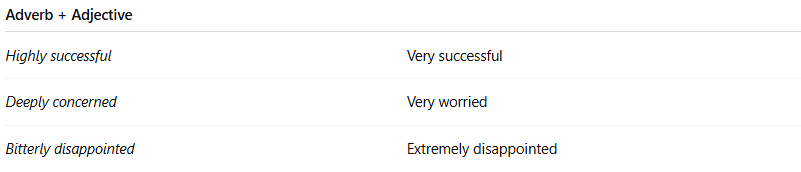 Adverb + Adjective
Highly successful Very successful
Deeply concerned Very worried
Bitterly disappointed Extremely disappointed